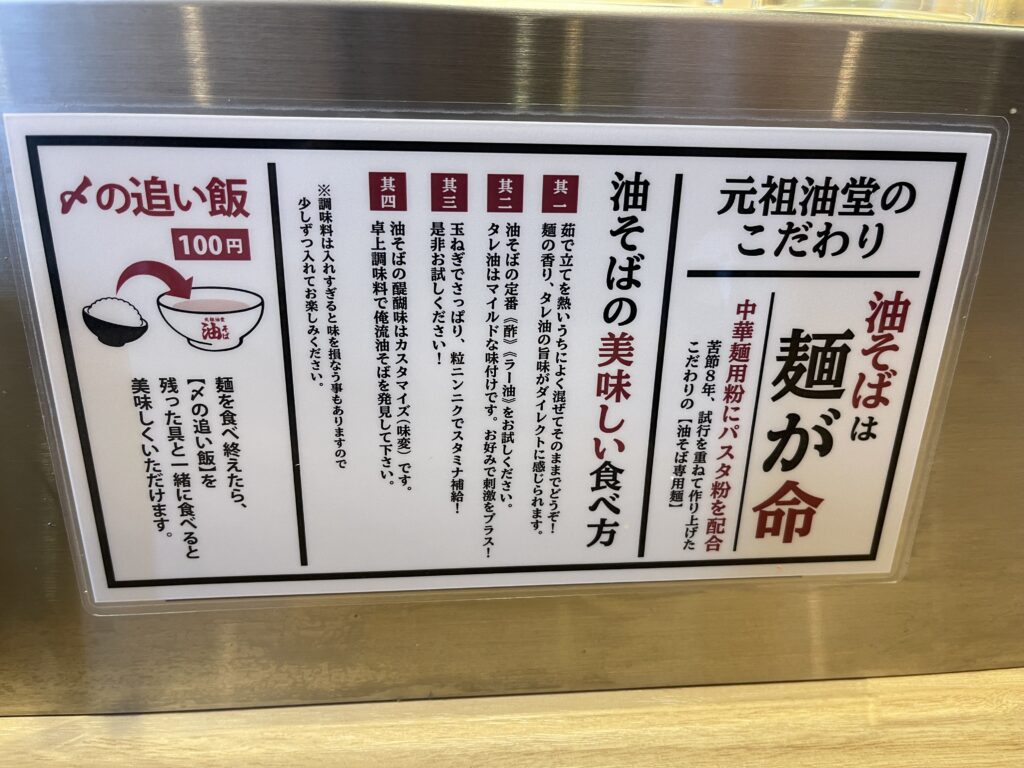 元祖油堂の
こだわり
油そばは
麺が命
中華麺用粉にパスタ粉を配合
苦節8年、試行を重ねて作り上げた
こだわりの【油そば専用麺】
油そばの美味しい食べ方
其一
茹で立てを熱いうちによく混ぜてそのままでどうぞ!
麺の香り、タレ油の旨味がダイレクトに感じられます。
其二
油そばの定番《酢》《ラー油》をお試しください。
タレ油はマイルドな味付けです。お好みで刺激をプラス!
其三
玉ねぎでさっぱり、粒ニンニクでスタミナ補給!
是非お試しください!
其四
油そばの醍醐味はカスタマイズ(味変)です。
卓上調味料で俺流油そばを発見して下さい。
※調味料は入れすぎると味を損なう事もありますので
少しずつ入れてお楽しみください。
〆の追い飯
100円
元祖油堂
油そば
麺を食べ終えたら、
【〆の追い飯】を
残った具と一緒に食べると
美味しくいただけます。